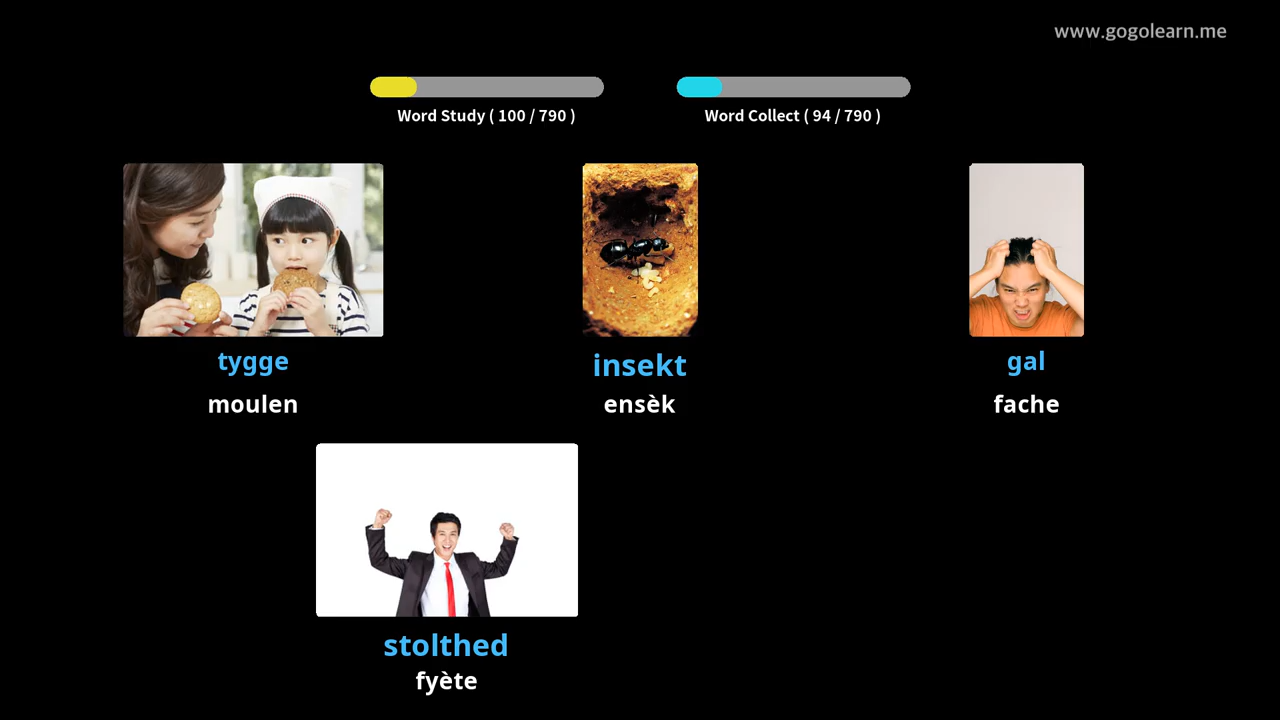 www.gogolearn.me
Word Study ( 100 / 790 )
Word Collect ( 94 / 790 )
tygge
moulen
insekt
ensèk
gal
fache
stolthed
fyète